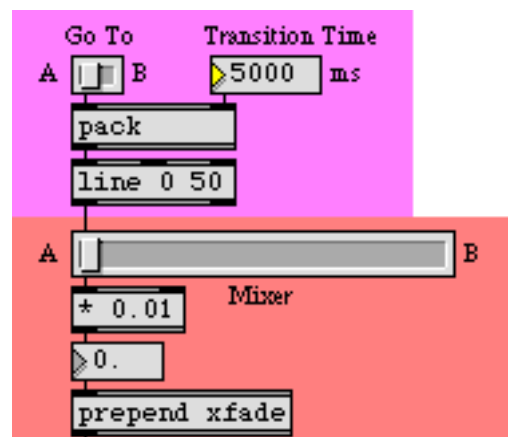 Go To Transition Time
A B 5000 ms
pack
line 0 50
A B
* 0.01 Mixer
0.
prepend xfade